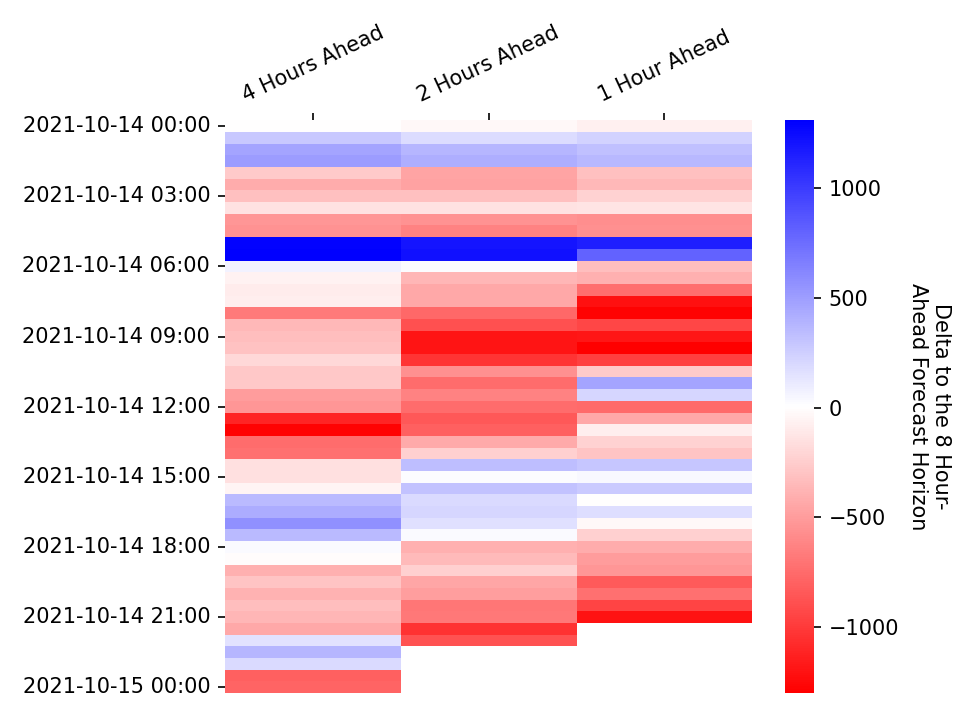 4 Hours Ahead
2 Hours Ahead
1 Hour Ahead
2021-10-14 00:00
2021-10-14 03:00
2021-10-14 06:00
2021-10-14 09:00
2021-10-14 12:00
2021-10-14 15:00
2021-10-14 18:00
2021-10-14 21:00
2021-10-15 00:00
1000
500
0
−500
−1000
Delta to the 8 Hour-
Ahead Forecast Horizon